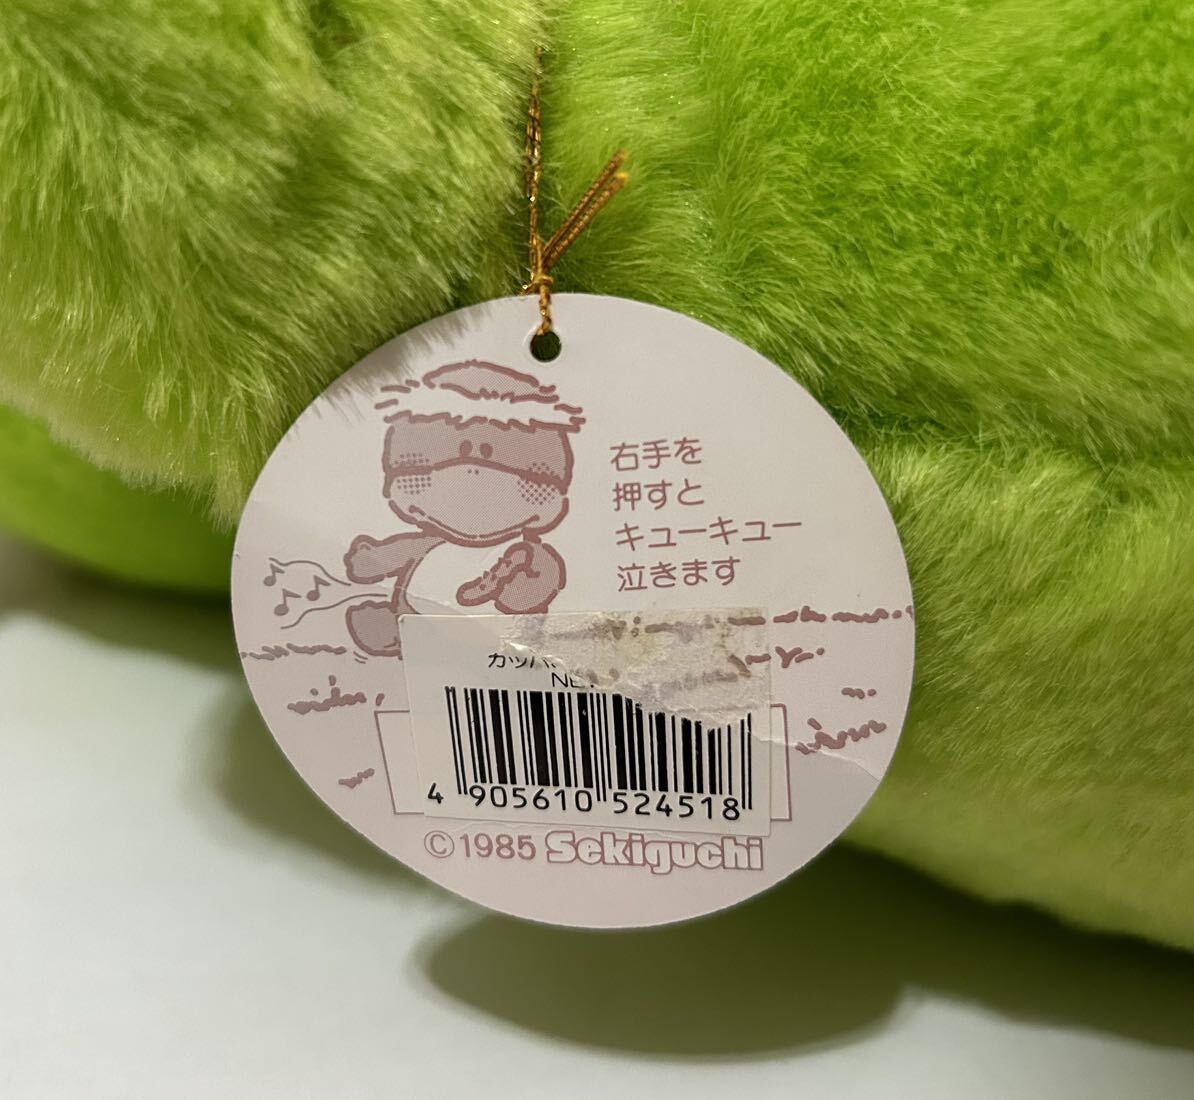 右手を
押すと
キューキュー
泣きます
カッパ
NE
4 905610 524518
©1985 Sekiguchi